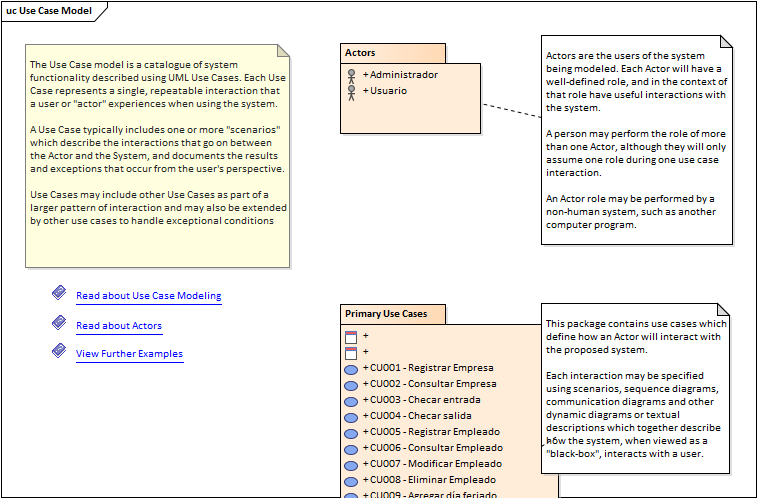 uc Use Case Model
The Use Case model is a catalogue of system
functionality described using UML Use Cases. Each Use
Case represents a single, repeatable interaction that
a user or "actor" experiences when using the system.
A Use Case typically includes one or more "scenarios"
which describe the interactions that go on between
the Actor and the System, and documents the results
and exceptions that occur from the user's perspective.
Use Cases may include other Use Cases as part of a
larger pattern of interaction and may also be extended
by other use cases to handle exceptional conditions
Read about Use Case Modeling
Read about Actors
View Further Examples
Actors
+ Administrador
+ Usuario
Actors are the users of the system
being modeled. Each Actor will have a
well-defined role, and in the context of
that role have useful interactions with
the system.
A person may perform the role of more
than one Actor, although they will only
assume one role during one use case
interaction.
An Actor role may be performed by a
non-human system, such as another
computer program.
Primary Use Cases
+
+
+ CU001 - Registrar Empresa
+ CU002 - Consultar Empresa
+ CU003 - Checar entrada
+ CU004 - Checar salida
+ CU005 - Registrar Empleado
+ CU006 - Consultar Empleado
+ CU007 - Modificar Empleado
+ CU008 - Eliminar Empleado
+ CU009 - Agregar día feriado
This package contains use cases which
define how an Actor will interact with
the proposed system.
Each interaction may be specified
using scenarios, sequence diagrams,
communication diagrams and other
dynamic diagrams or textual
descriptions which together describe
how the system, when viewed as a
"black-box", interacts with a user.